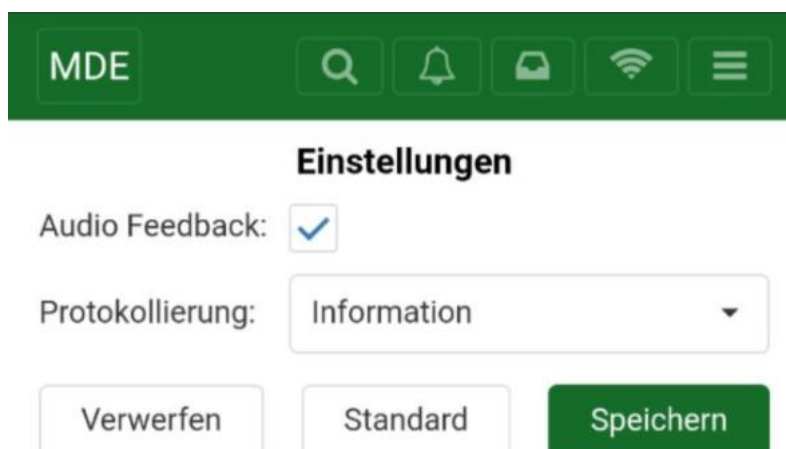 MDE
Einstellungen
Audio Feedback:
Protokollierung: Information
Verwerfen Standard Speichern